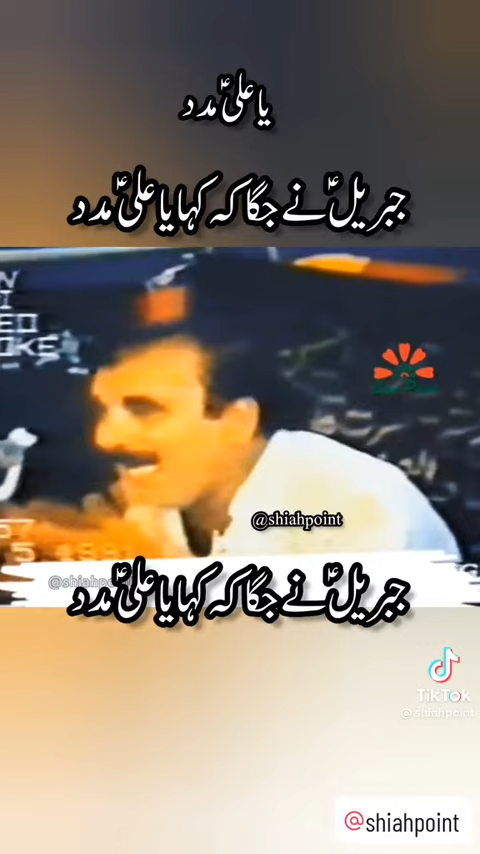 یا علیؑ مدد
جبریلؑ نے جگا کہ کہا یا علیؑ مدد
@shiahpoint
@shiahpo
جبریلؑ نے جگا کہ کہا یا علیؑ مدد
TikTok
@shiahpoint
@shiahpoint